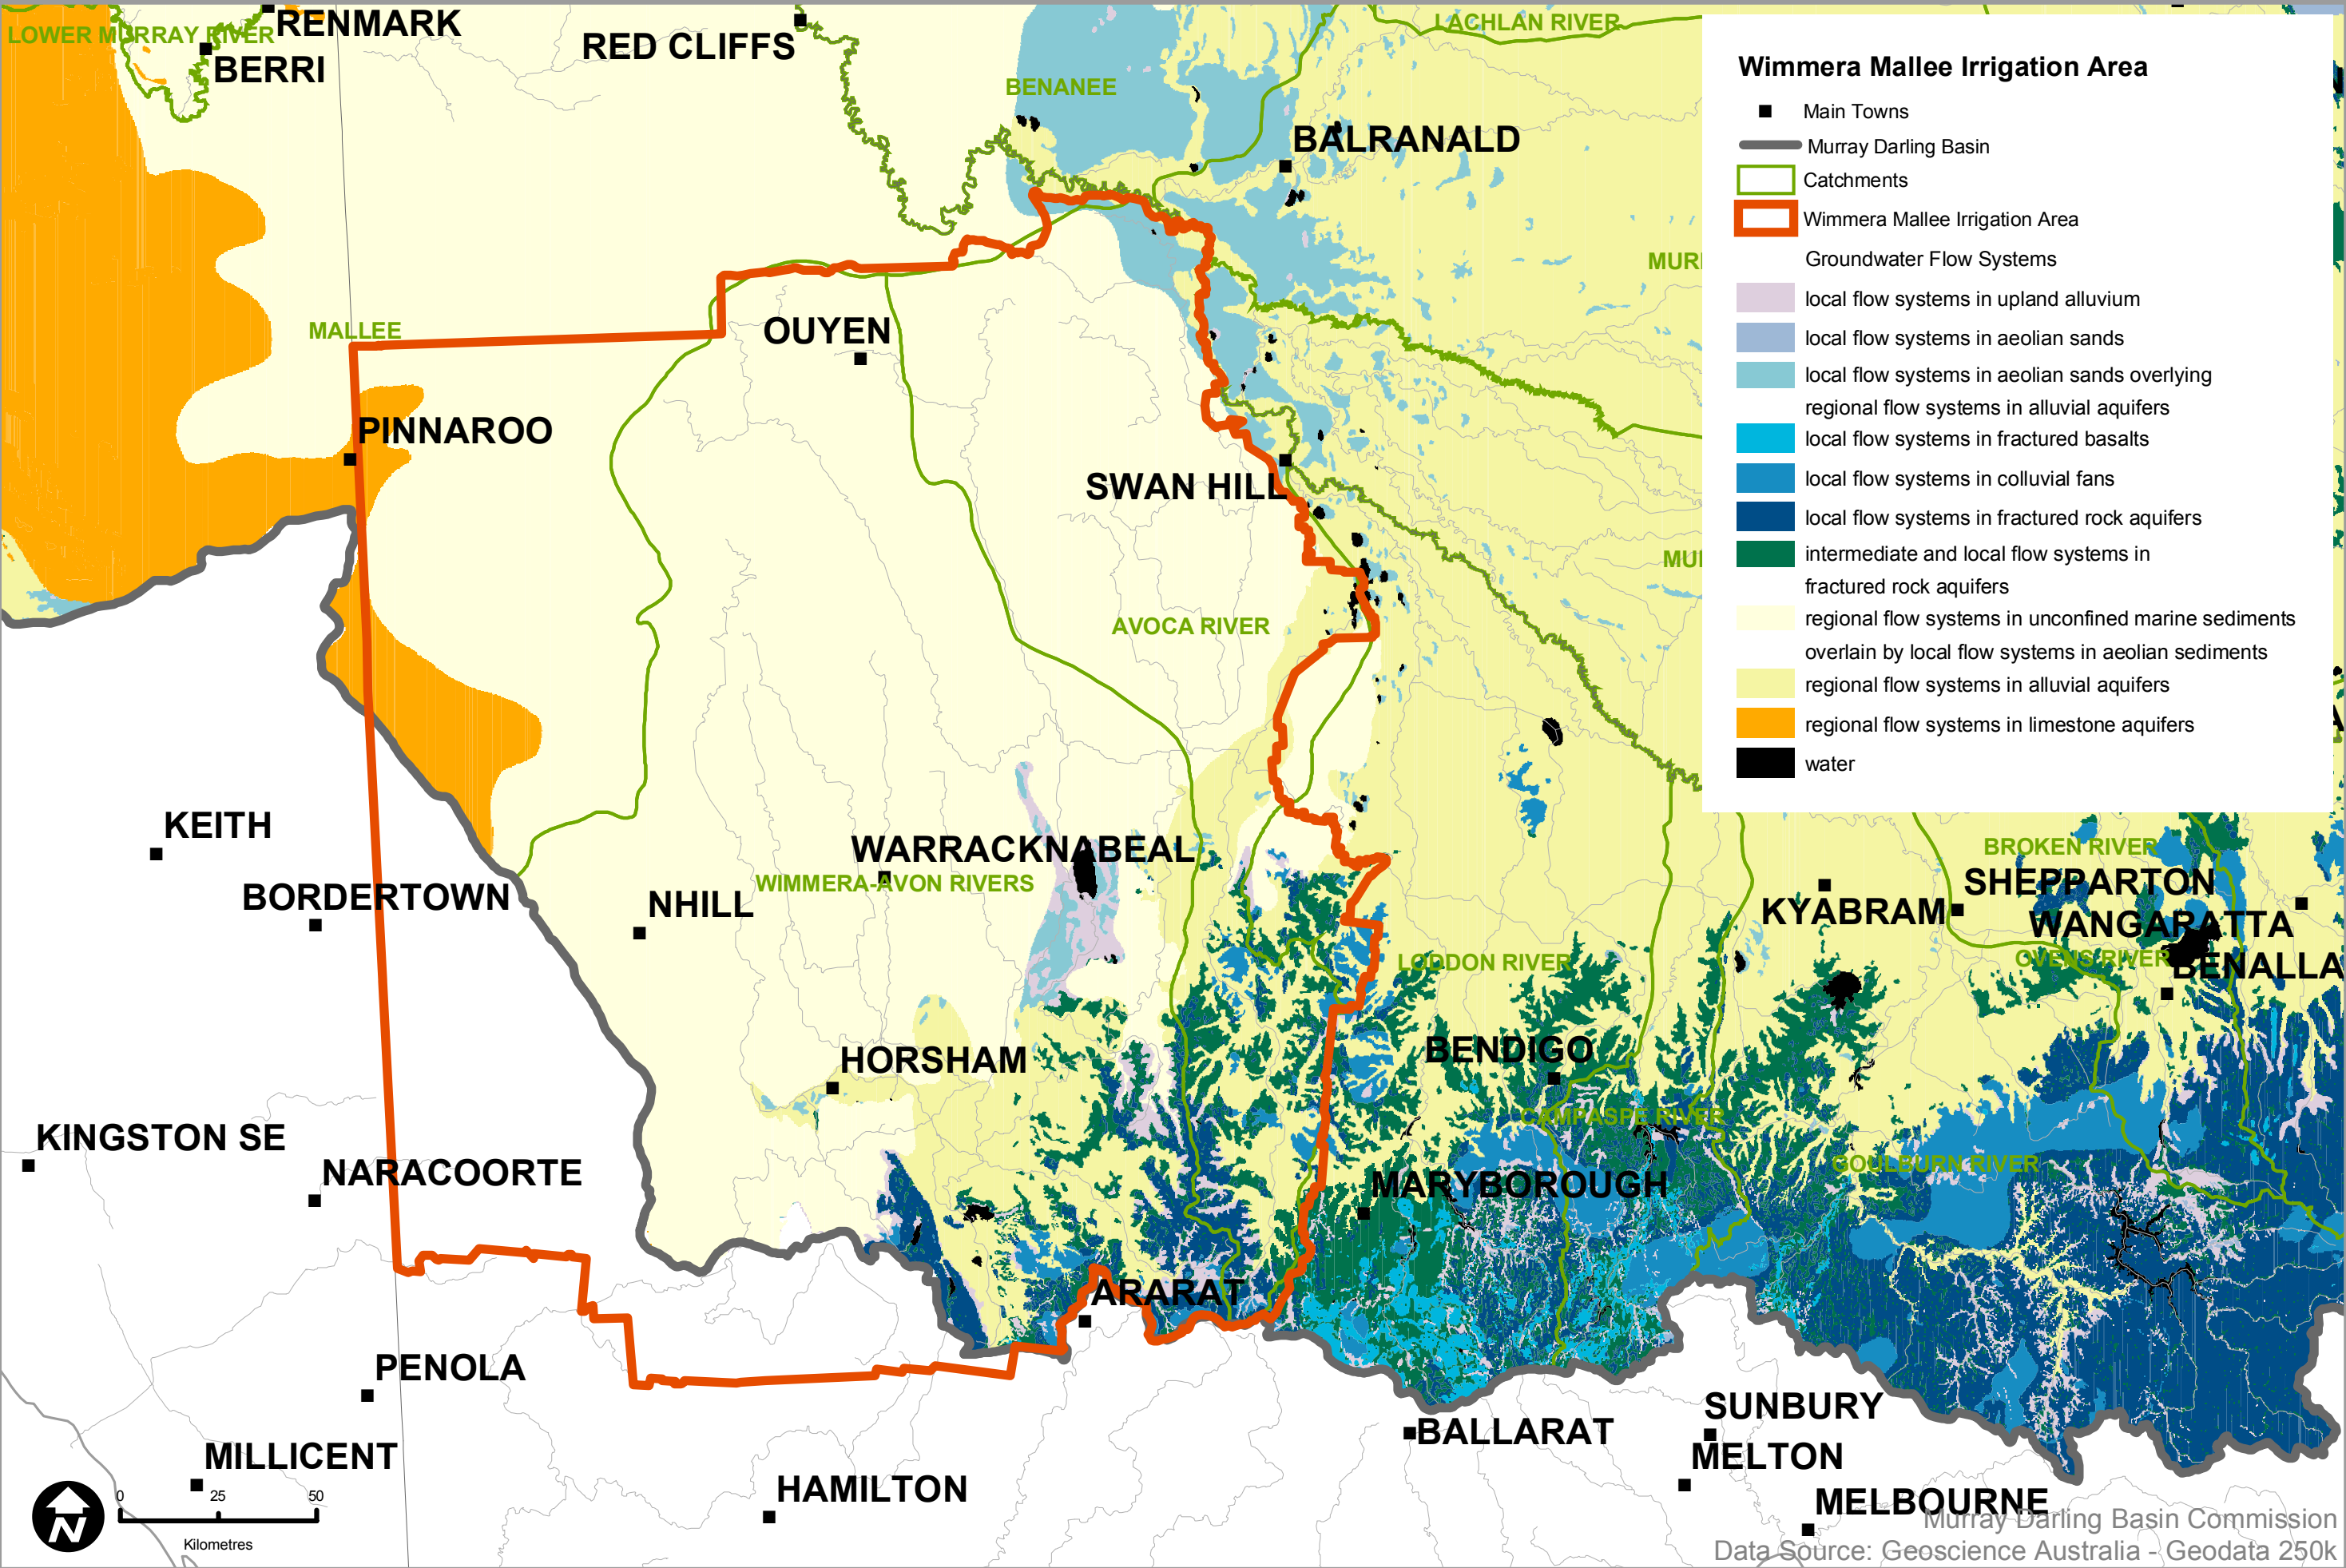 LOWER MURRAY RIVER
RENMARK
BERRI
RED CLIFFS
LACHLAN RIVER
BENANEE
BALRANALD
MALLEE
OUYEN
PINNAROO
SWAN HILL
AVOCA RIVER
KEITH
BORDERTOWN
WARRACKNABEAL
WIMMERA-AVON RIVERS
NHILL
HORSHAM
LODDON RIVER
BENDIGO
CAMPASPE RIVER
KYABRAM
BROKEN RIVER
SHEPPARTON
WANGARATTA
OVENS RIVER
BENALLA
GOULBURN RIVER
KINGSTON SE
NARACOORTE
MARYBOROUGH
ARARAT
PENOLA
MILLICENT
HAMILTON
BALLARAT
SUNBURY
MELTON
MELBOURNE
Wimmera Mallee Irrigation Area
Main Towns
Murray Darling Basin
Catchments
Wimmera Mallee Irrigation Area
Groundwater Flow Systems
local flow systems in upland alluvium
local flow systems in aeolian sands
local flow systems in aeolian sands overlying
regional flow systems in alluvial aquifers
local flow systems in fractured basalts
local flow systems in colluvial fans
local flow systems in fractured rock aquifers
intermediate and local flow systems in
fractured rock aquifers
regional flow systems in unconfined marine sediments
overlain by local flow systems in aeolian sediments
regional flow systems in alluvial aquifers
regional flow systems in limestone aquifers
water
N
0 25 50
Kilometres
Murray Darling Basin Commission
Data Source: Geoscience Australia - Geodata 250k